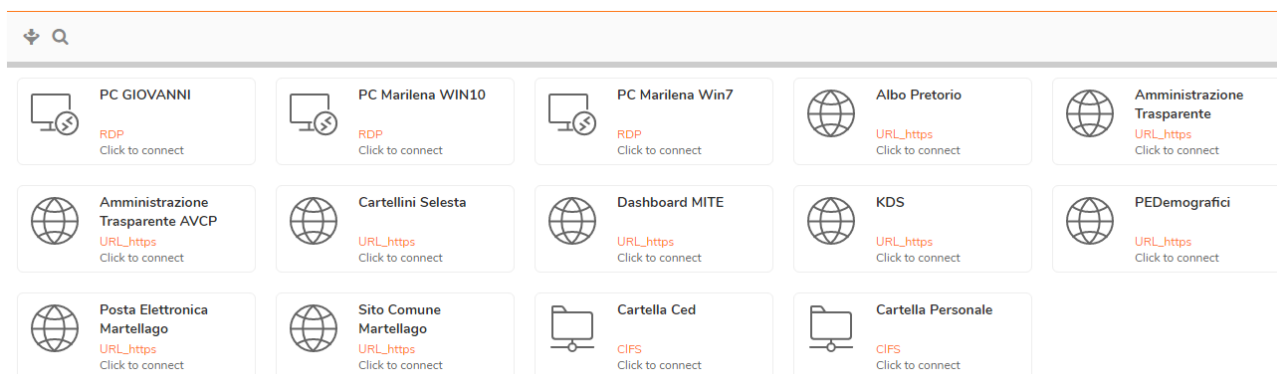 PC GIOVANNI
RDP
Click to connect
PC Marilena WIN10
RDP
Click to connect
PC Marilena Win7
RDP
Click to connect
Albo Pretorio
URL_https
Click to connect
Amministrazione
Trasparente
URL_https
Click to connect
Amministrazione
Trasparente AVCP
URL_https
Click to connect
Cartellini Selesta
URL_https
Click to connect
Dashboard MITE
URL_https
Click to connect
KDS
URL_https
Click to connect
PEDemografici
URL_https
Click to connect
Posta Elettronica
Martellago
URL_https
Click to connect
Sito Comune
Martellago
URL_https
Click to connect
Cartella Ced
CIFS
Click to connect
Cartella Personale
CIFS
Click to connect